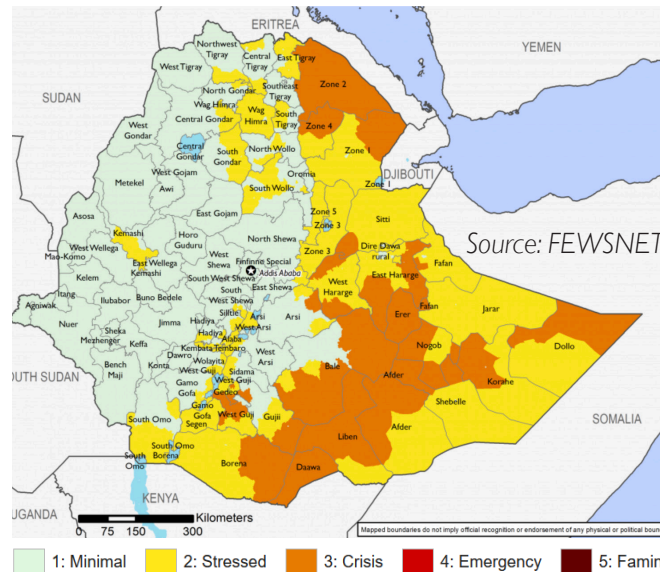 ERITREA
YEMEN
SUDAN
Northwest
Tigray
Central
Tigray
East Tigray
West Tigray
Zone 2
North Gondar
Southeast
Tigray
Wag Himra
Central Gondar
Wag
Himra
South
Tigray
Zone 4
West
Gondar
Central
Gondar
South
Gondar
North Wollo
Zone 1
DJIBOUTI
West Gojam
Oromia
Zone 1
Metekel
Awi
South Wollo
East Gojam
Zone 5
Sitti
Asosa
Zone 3
Kemashi
Horo
Guduru
North Shewa
Dire Dawa
rural
Source: FEWSNET
West Wellega
Mao-Komo
East Wellega
Kemashi
West
Shewa
Finfinne Special
Addis Ababa
Zone 3
Fafan
Kelem
South West Shewa
East Shewa
West
Hararge
East Hararge
Itang
Agniwak
Ilubabor
Buno Bedele
South
West Shewa
Siltie
Arsi
Arsi
Erer
Fafan
Jarar
Nuer
Jimma
Hadiya
West Arsi
Sheka
Mezhenger
Keffa
Hadiya
Alaba
Nogob
Dollo
Kembata Tembaro
Dawro
Wolayita
West
Arsi
Bale
Bench
Maji
Konta
West Guji
Sidama
Afder
Korahe
SOUTH SUDAN
Gamo
Gofa
West Guji
Gedeo
Shebelle
South Omo
Gamo
Gofa
West Guji
Gujii
Afder
Segen
Liben
SOMALIA
South Omo
Borena
Borena
Daawa
South
Omo
KENYA
UGANDA
Kilometers
0 75 150 300
Mapped boundaries do not imply official recognition or endorsement of any physical or political
1: Minimal 2: Stressed 3: Crisis 4: Emergency 5: Famin